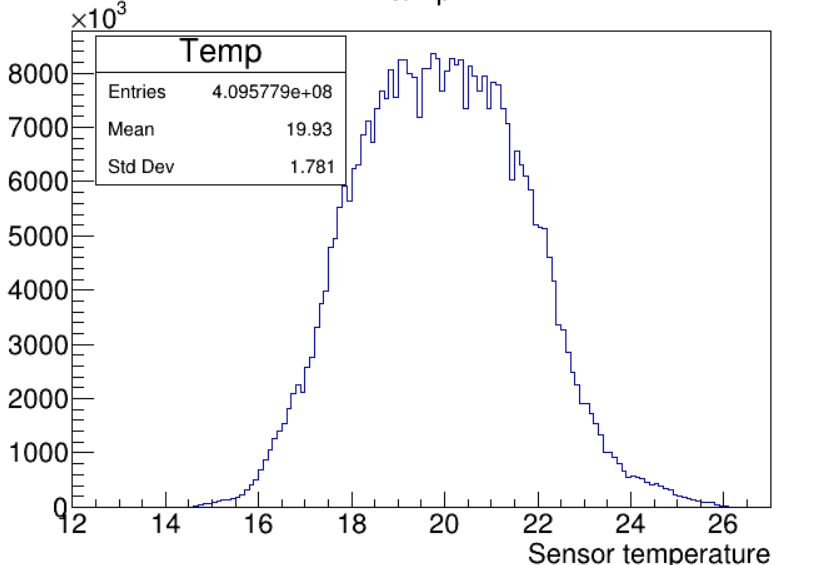 ×10³
Temp
Entries 4.095779e+08
Mean 19.93
Std Dev 1.781
8000
7000
6000
5000
4000
3000
2000
1000
0
12 14 16 18 20 22 24 26
Sensor temperature